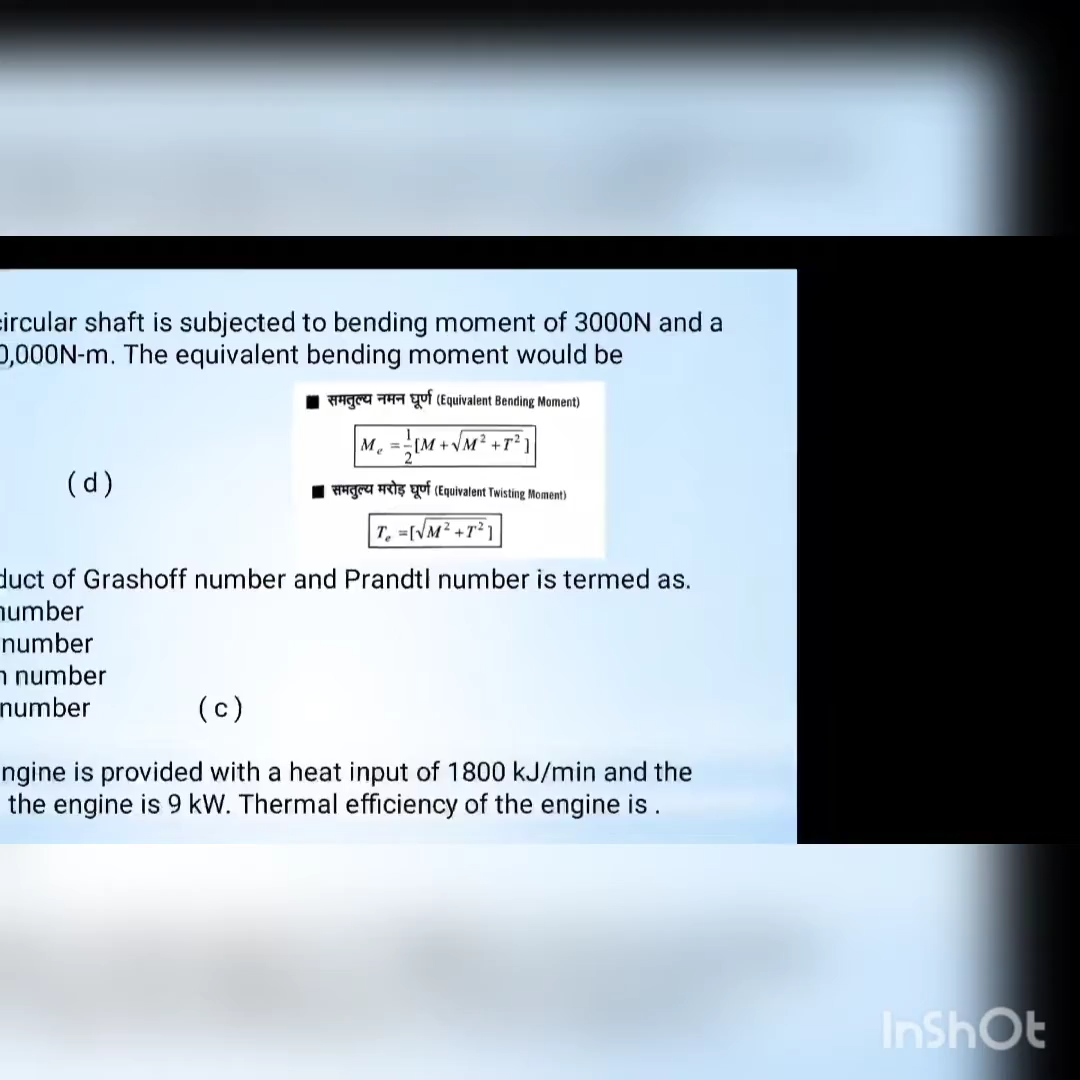 circular shaft is subjected to bending moment of 3000N and a
0,000N-m. The equivalent bending moment would be
■ समतुल्य नमन घूर्ण (Equivalent Bending Moment)
M_e = 1/2 [M + √M² + T² ]
(d)
■ समतुल्य मरोड़ घूर्ण (Equivalent Twisting Moment)
T_e =[√M² + T² ]
duct of Grashoff number and Prandtl number is termed as.
number
number
n number
number (c)
ngine is provided with a heat input of 1800 kJ/min and the
the engine is 9 kW. Thermal efficiency of the engine is .
InShOt